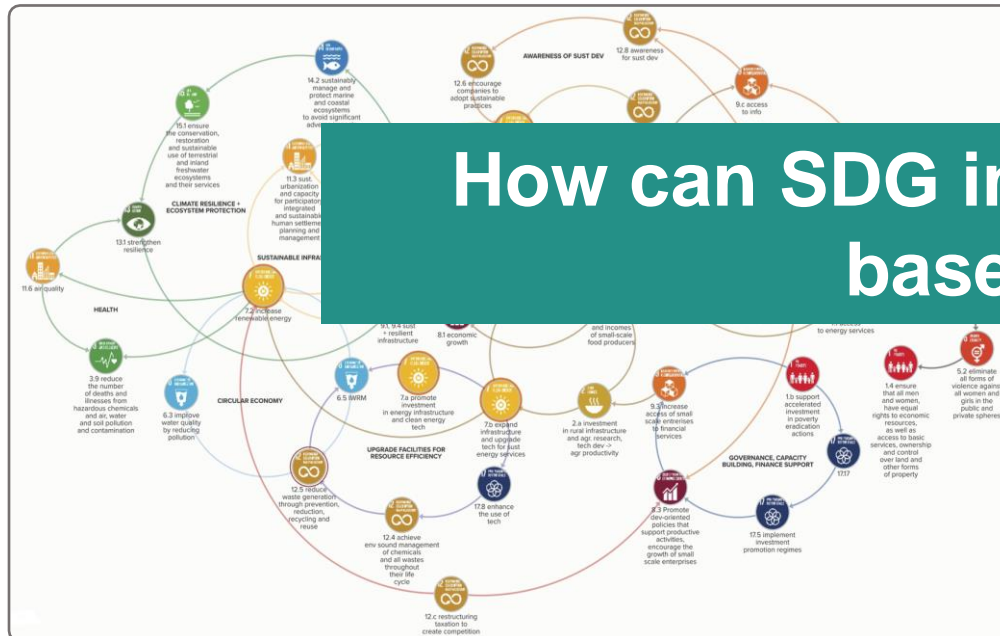 AWARENESS OF SUST DEV
12.8 awareness
for sust dev
12.6 encourage
companies to
adopt sustainable
practices
9.c access
to info
14.2 sustainably
manage and
protect marine
and coastal
ecosystems
to avoid significant
15.1 ensure
the conservation,
restoration
and sustainable
use of terrestrial
and inland
freshwater
ecosystems
and their services
How can SDG in
base
11.3 sust.
urbanization
and capacity
for participatory
integrated
and sustainable
human settlem
planning and
management
CLIMATE RESILIENCE +
ECOSYSTEM PROTECTION
13.1 strengthen
resilience
SUSTAINABLE INFRAS
11.6 air quality
7.2 increase
renewable energy
HEALTH
9.1, 9.4 sust
+ resilient
infrastructure
8.1 economic
growth
and incomes
of small-scale
food producers
to energy services
3.9 reduce
the number
of deaths and
illnesses from
hazardous chemicals
and air, water
and soil pollution
and contamination
6.3 improve
water quality
by reducing
pollution
CIRCULAR ECONOMY
6.5 IWRM
7.a promote
investment
in energy infrastructure
and clean energy
tech
7.b expand
infrastructure
and upgrade
tech for sust
energy services
2.a investment
in rural infrastructure
and agr. research,
tech dev ->
agr productivity
9.3 increase
access of small
scale entrerises
to financial
services
1.b support
accelerated
investment
in poverty
eradication
actions
1.4 ensure
that all men
and women,
have equal
rights to economic
resources,
as well as
access to basic
services, ownership
and control
over land and
other forms
of property
5.2 eliminate
all forms of
violence against
all women and
girls in the
public and
private spheres
UPGRADE FACILITIES FOR
RESOURCE EFFICIENCY
GOVERNANCE, CAPACITY
BUILDING, FINANCE SUPPORT
17.17
12.5 reduce
waste generation
through prevention,
reduction,
recycling and
reuse
17.8 enhance
the use of
tech
12.4 achieve
env sound management
of chemicals
and all wastes
throughout
their life
cycle
8.3 Promote
dev-oriented
policies that
support productive
activities,
encourage the
growth of small
scale enterprises
17.5 implement
investment
promotion regimes
12.c restructuring
taxation to
create competition